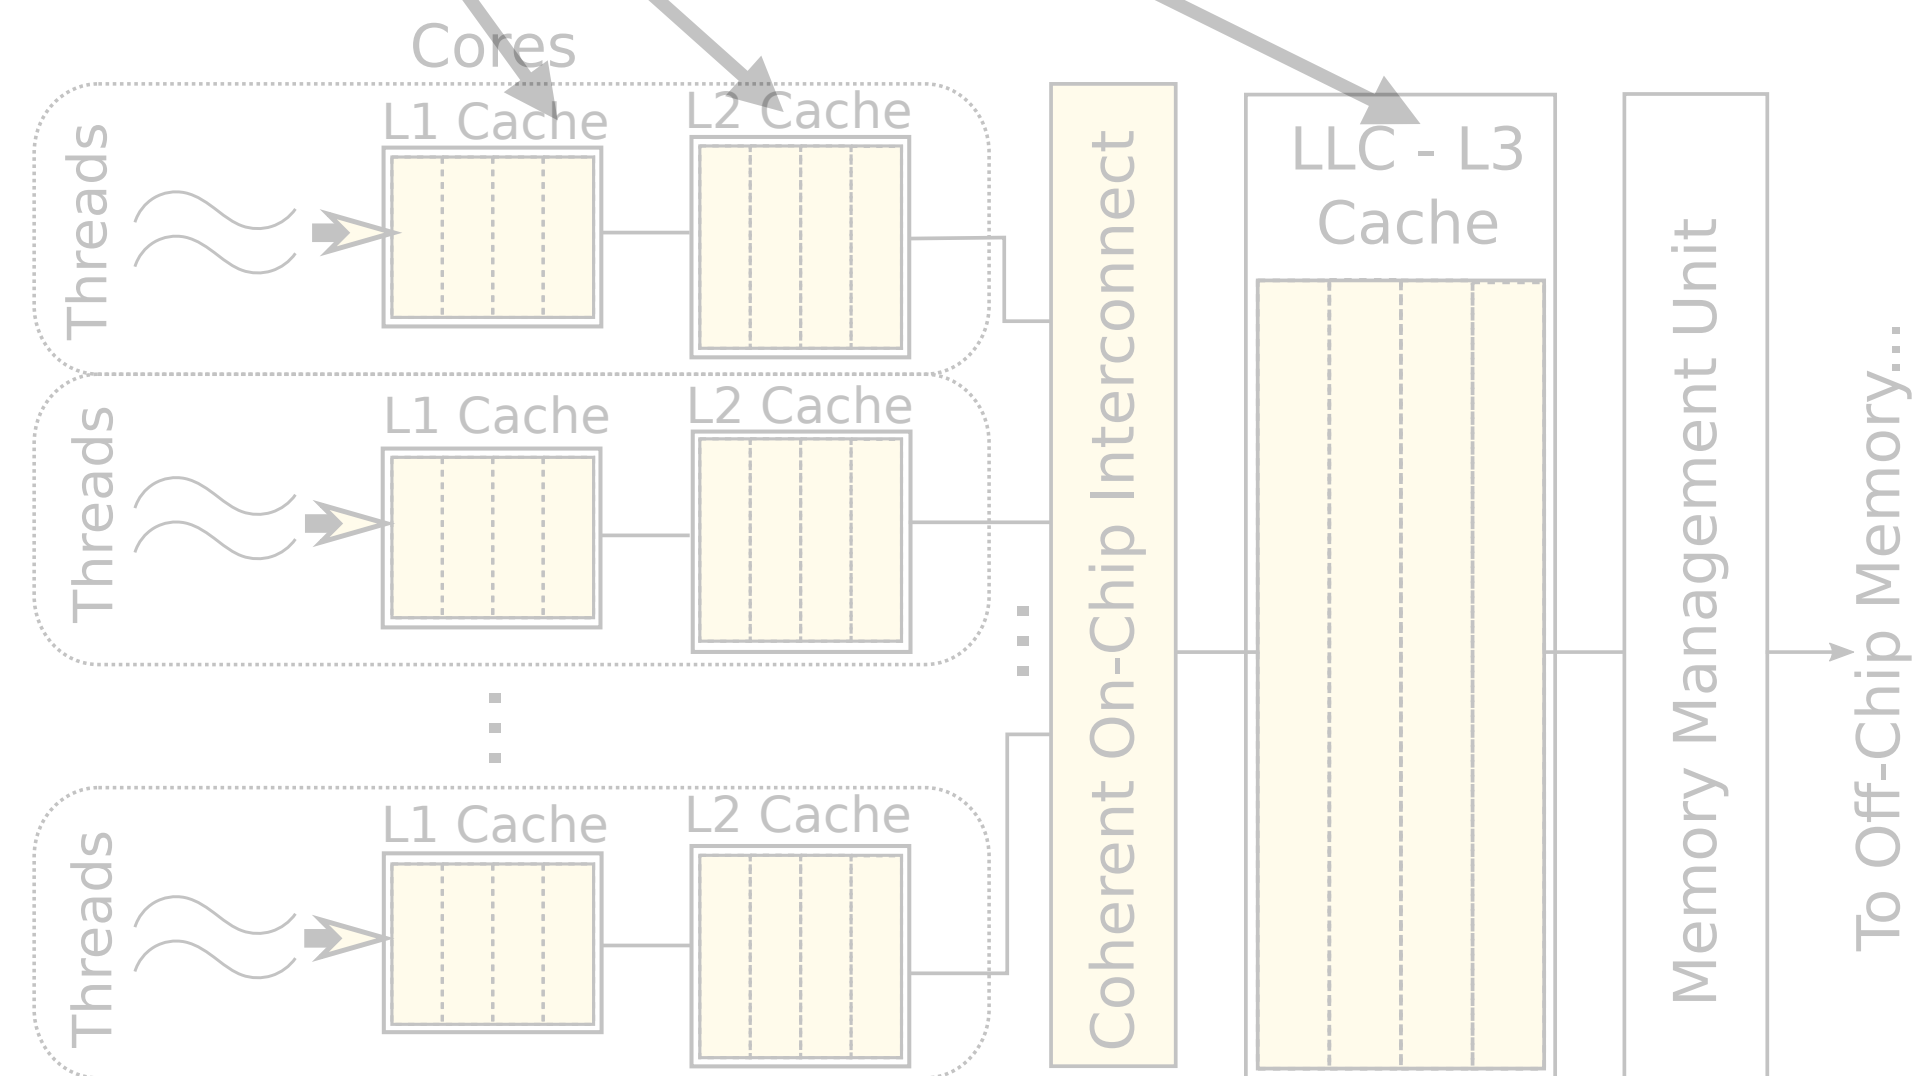 Cores
Threads
L1 Cache
L2 Cache
Threads
L1 Cache
L2 Cache
Threads
L1 Cache
L2 Cache
Coherent On-Chip Interconnect
LLC - L3
Cache
Memory Management Unit
To Off-Chip Memory...